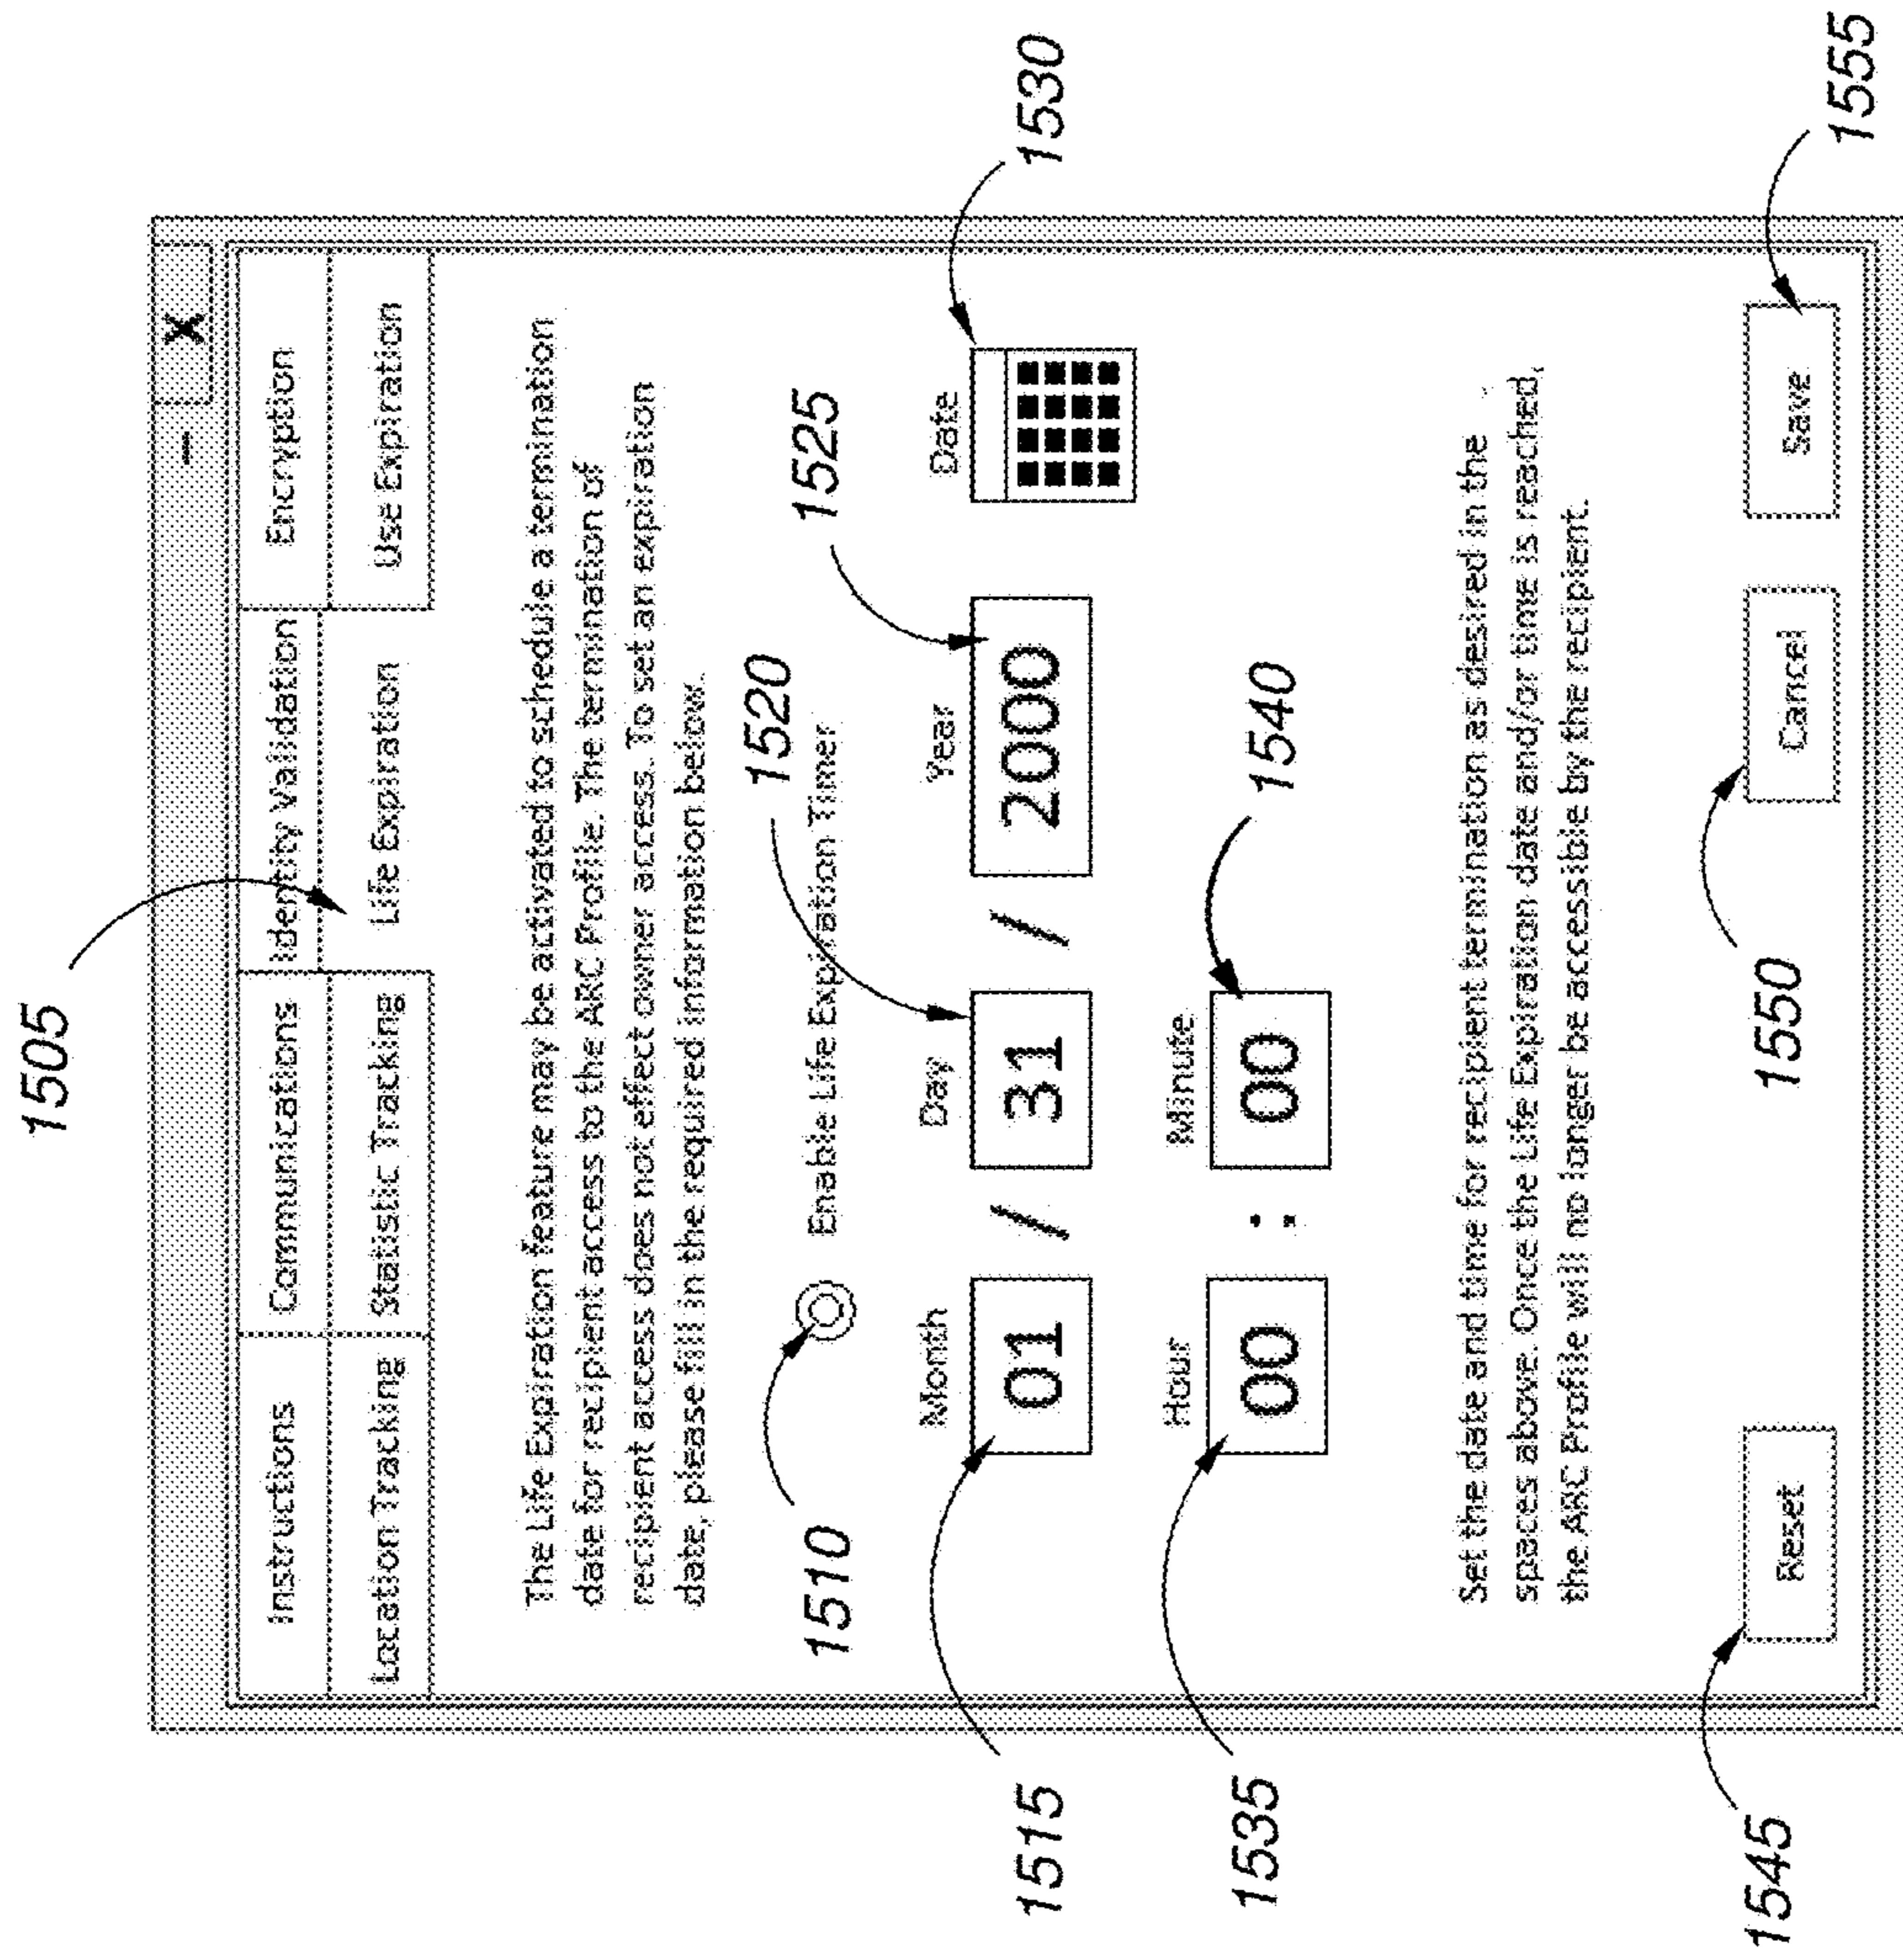 1505
– X
Instructions Communications Identity Validation Encryption
Location Tracking Statistic Tracking Life Expiration Use Expiration
The Life Expiration feature may be activated to schedule a termination
date for recipient access to the ARC Profile. The termination of
recipient access does not effect owner access. To set an expiration
date, please fill in the required information below.
1510 1520 1525
Enable Life Expiration Timer
Month Day Year Date
01 / 31 / 2000
1515 1530
1540
Hour Minute
00 : 00
1535
Set the date and time for recipient termination as desired in the
spaces above. Once the Life Expiration date and/or time is reached,
the ARC Profile will no longer be accessible by the recipient.
Reset Cancel Save
1545 1550 1555